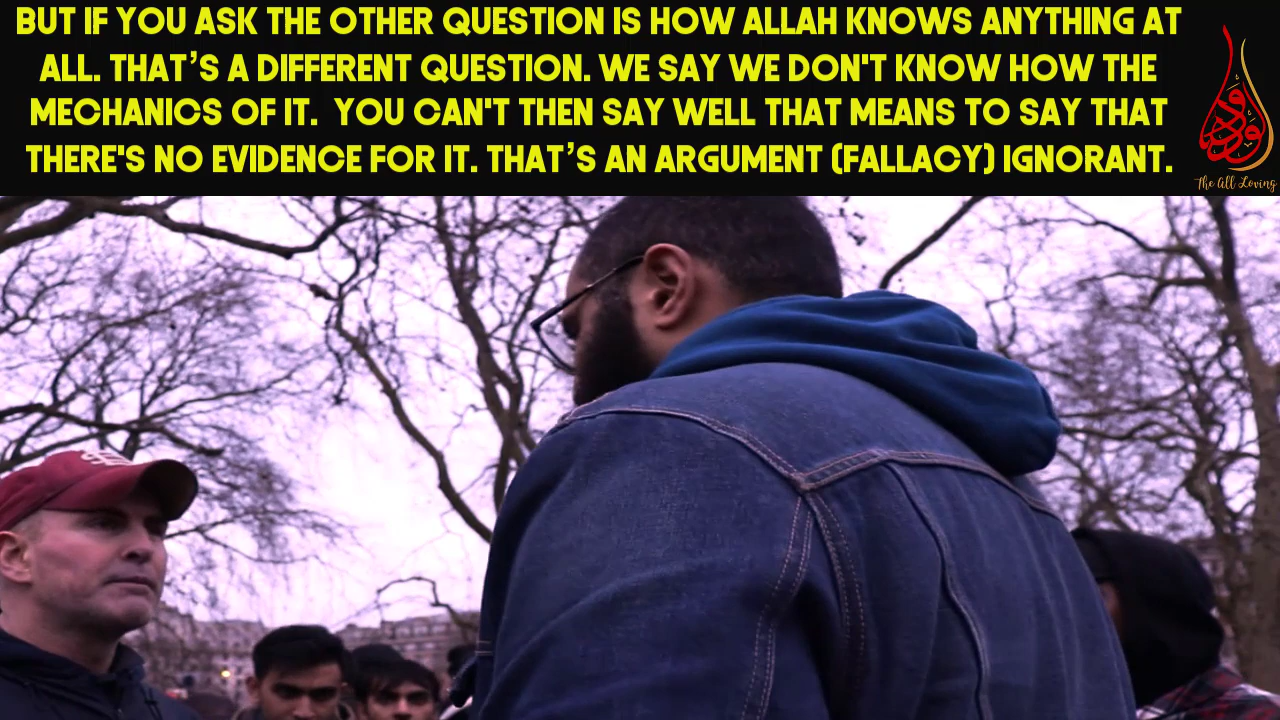 BUT IF YOU ASK THE OTHER QUESTION IS HOW ALLAH KNOWS ANYTHING AT
ALL. THAT’S A DIFFERENT QUESTION. WE SAY WE DON'T KNOW HOW THE
MECHANICS OF IT.  YOU CAN'T THEN SAY WELL THAT MEANS TO SAY THAT
THERE'S NO EVIDENCE FOR IT. THAT’S AN ARGUMENT (FALLACY) IGNORANT.
The All Loving